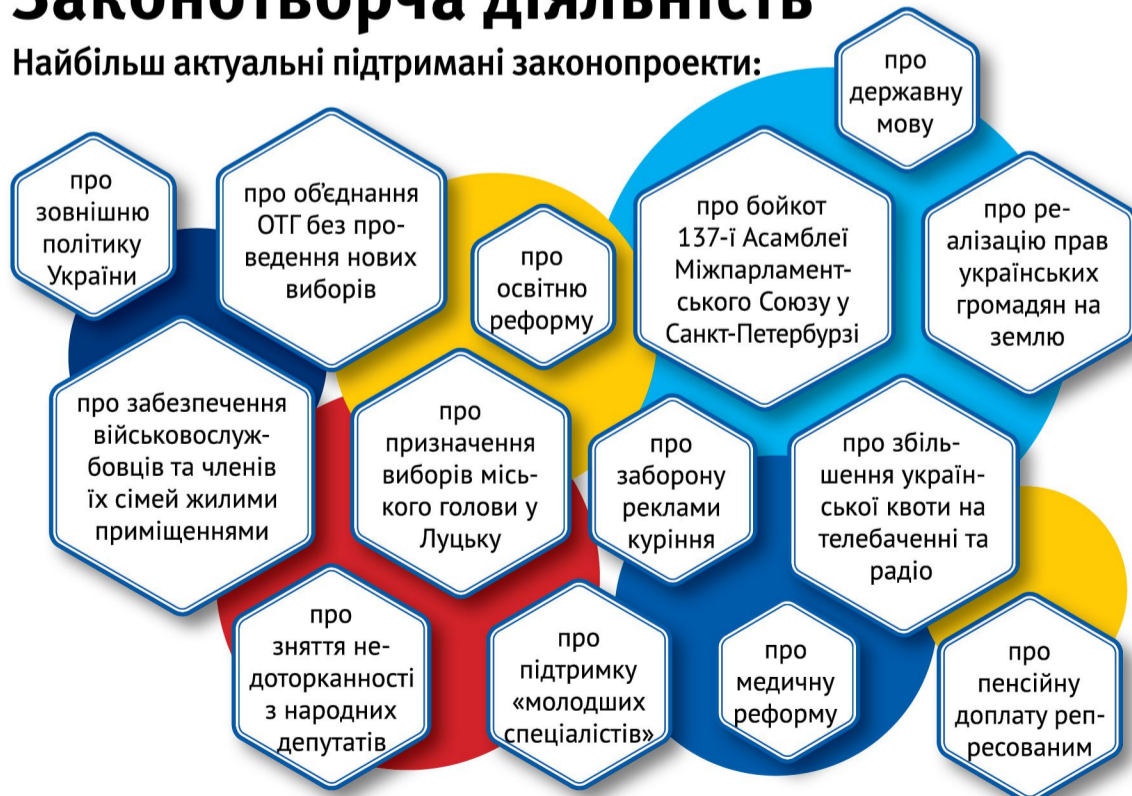 Законотворча діяльність
Найбільш актуальні підтримані законопроекти:
про
державну
мову
про
зовнішню
політику
України
про об’єднання
ОТГ без про-
ведення нових
виборів
про
освітню
реформу
про бойкот
137-ї Асамблеї
Міжпарламент-
ського Союзу у
Санкт-Петербурзі
про ре-
алізацію прав
українських
громадян на
землю
про забезпечення
військовослуж-
бовців та членів
їх сімей жилими
приміщеннями
про
призначення
виборів місь-
кого голови у
Луцьку
про
заборону
реклами
куріння
про збіль-
шення україн-
ської квоти на
телебаченні та
радіо
про
зняття не-
доторканності
з народних
депутатів
про
підтримку
«молодших
спеціалістів»
про
медичну
реформу
про
пенсійну
доплату реп-
ресованим